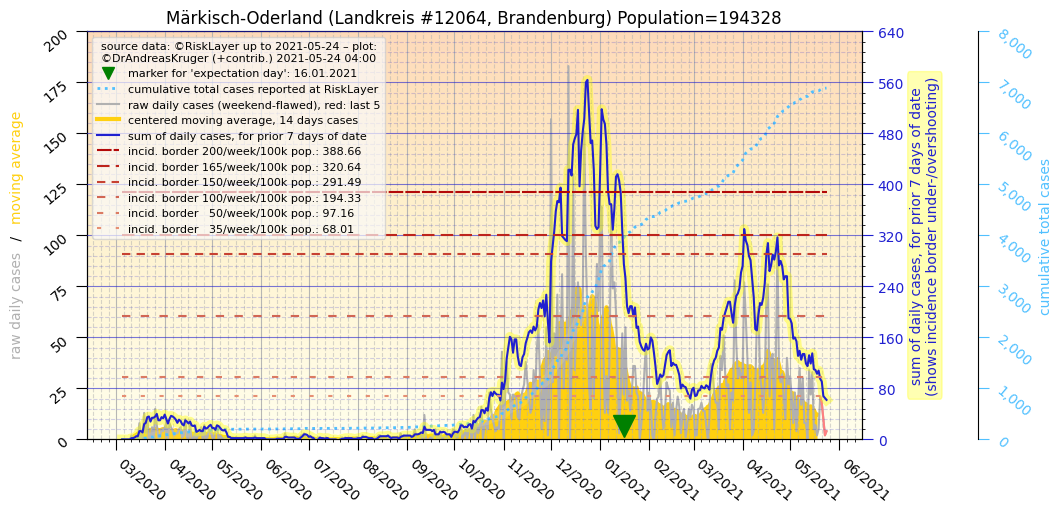 Märkisch-Oderland (Landkreis #12064, Brandenburg) Population=194328
source data: ©RiskLayer up to 2021-05-24 – plot:
©DrAndreasKruger (+contrib.) 2021-05-24 04:00
marker for 'expectation day': 16.01.2021
cumulative total cases reported at RiskLayer
raw daily cases (weekend-flawed), red: last 5
centered moving average, 14 days cases
sum of daily cases, for prior 7 days of date
incid. border 200/week/100k pop.: 388.66
incid. border 165/week/100k pop.: 320.64
incid. border 150/week/100k pop.: 291.49
incid. border 100/week/100k pop.: 194.33
incid. border   50/week/100k pop.: 97.16
incid. border   35/week/100k pop.: 68.01
raw daily cases / moving average
200
175
150
125
100
75
50
25
0
03/2020
04/2020
05/2020
06/2020
07/2020
08/2020
09/2020
10/2020
11/2020
12/2020
01/2021
02/2021
03/2021
04/2021
05/2021
06/2021
640
560
480
400
320
240
160
80
0
sum of daily cases, for prior 7 days of date
(shows incidence border under-/overshooting)
8,000
7,000
6,000
5,000
4,000
3,000
2,000
1,000
0
cumulative total cases